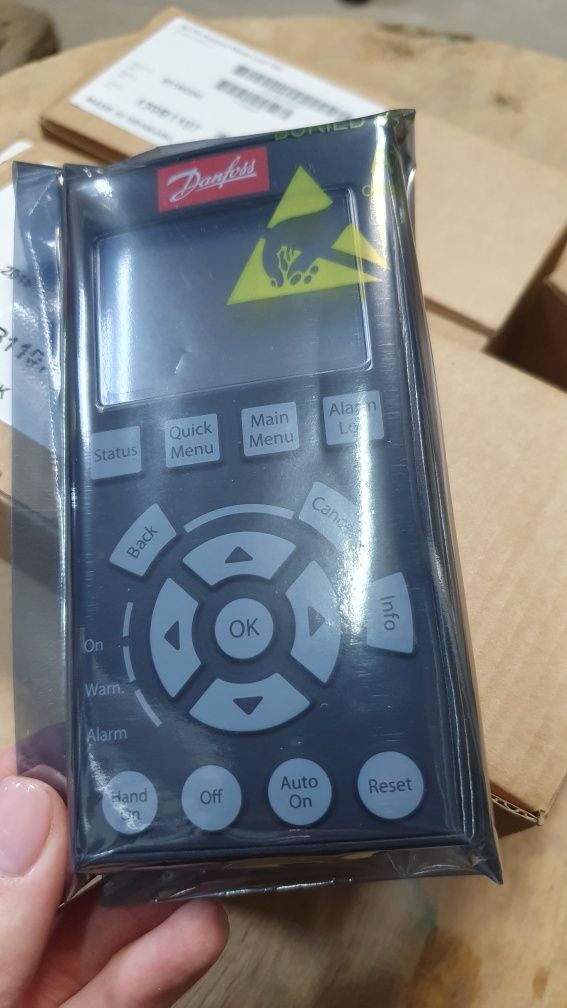 130B1107
Danfoss
Status
Quick
Menu
Main
Menu
Alarm
Log
Back
Cancel
Info
OK
On
Warn.
Alarm
Hand
On
Off
Auto
On
Reset